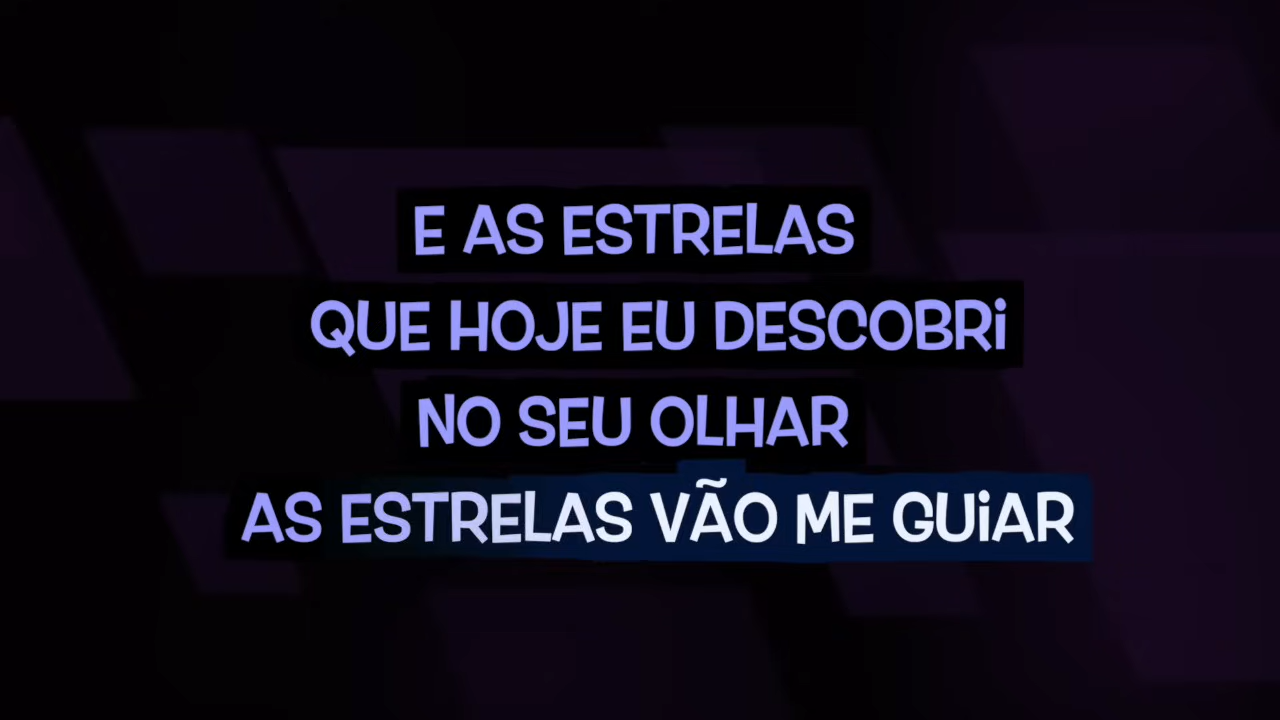 E AS ESTRELAS
QUE HOJE EU DESCOBRI
NO SEU OLHAR
AS ESTRELAS VÃO ME GUIAR